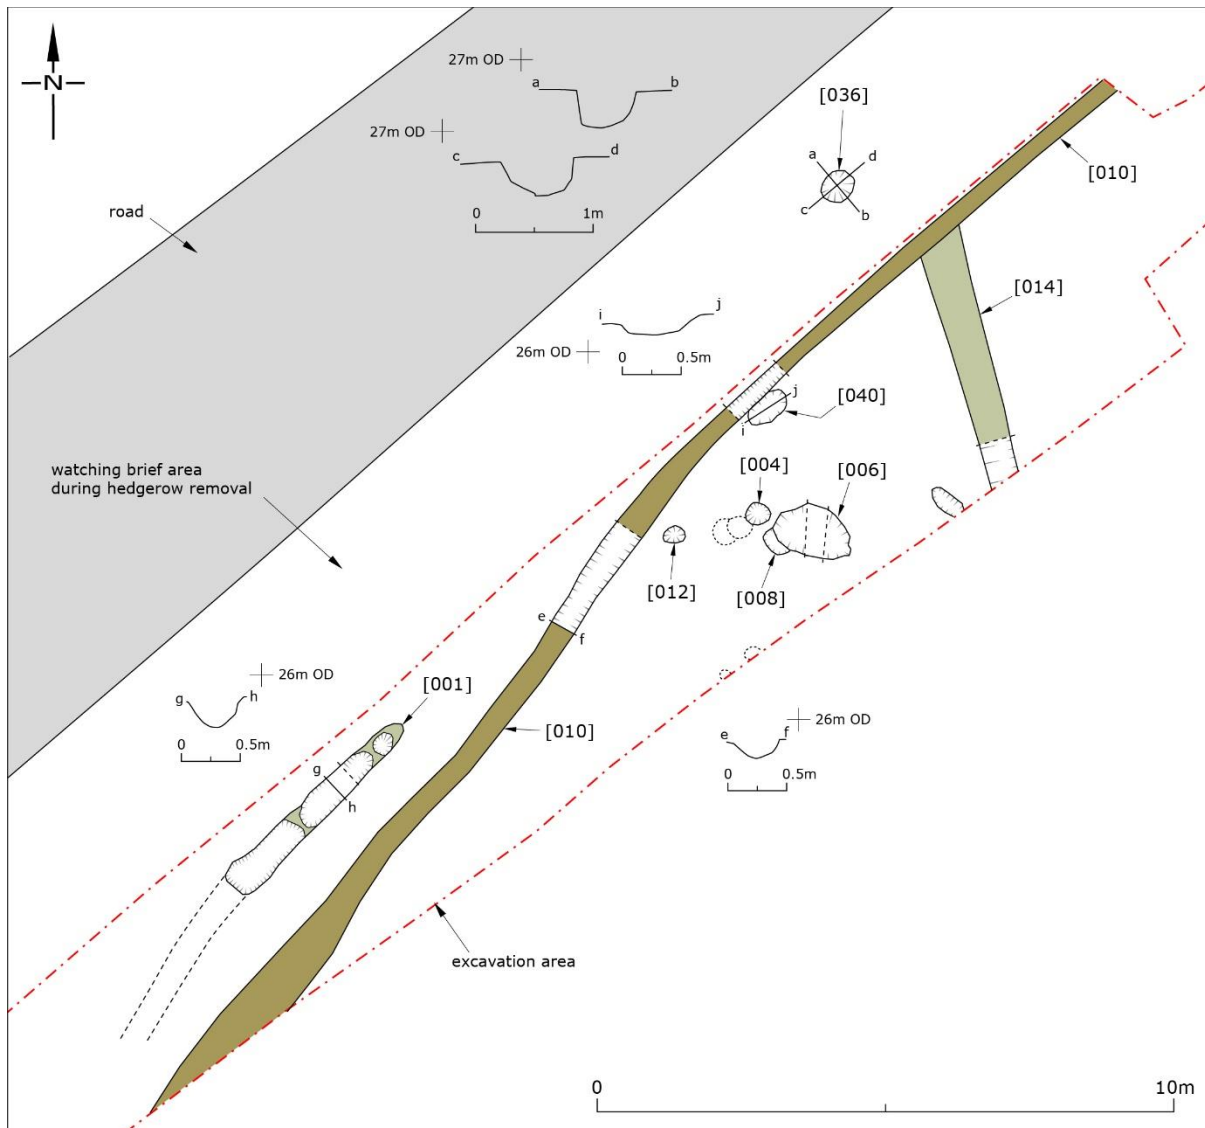 N
27m OD
a
b
[036]
27m OD
c
d
a
d
[010]
0
1m
c
b
road
[014]
i
j
26m OD
0
0.5m
j
[040]
i
watching brief area
during hedgerow removal
[004]
[006]
[012]
[008]
e
f
26m OD
g
h
[001]
26m OD
[010]
e
f
0
0.5m
g
0
0.5m
h
excavation area
0
10m